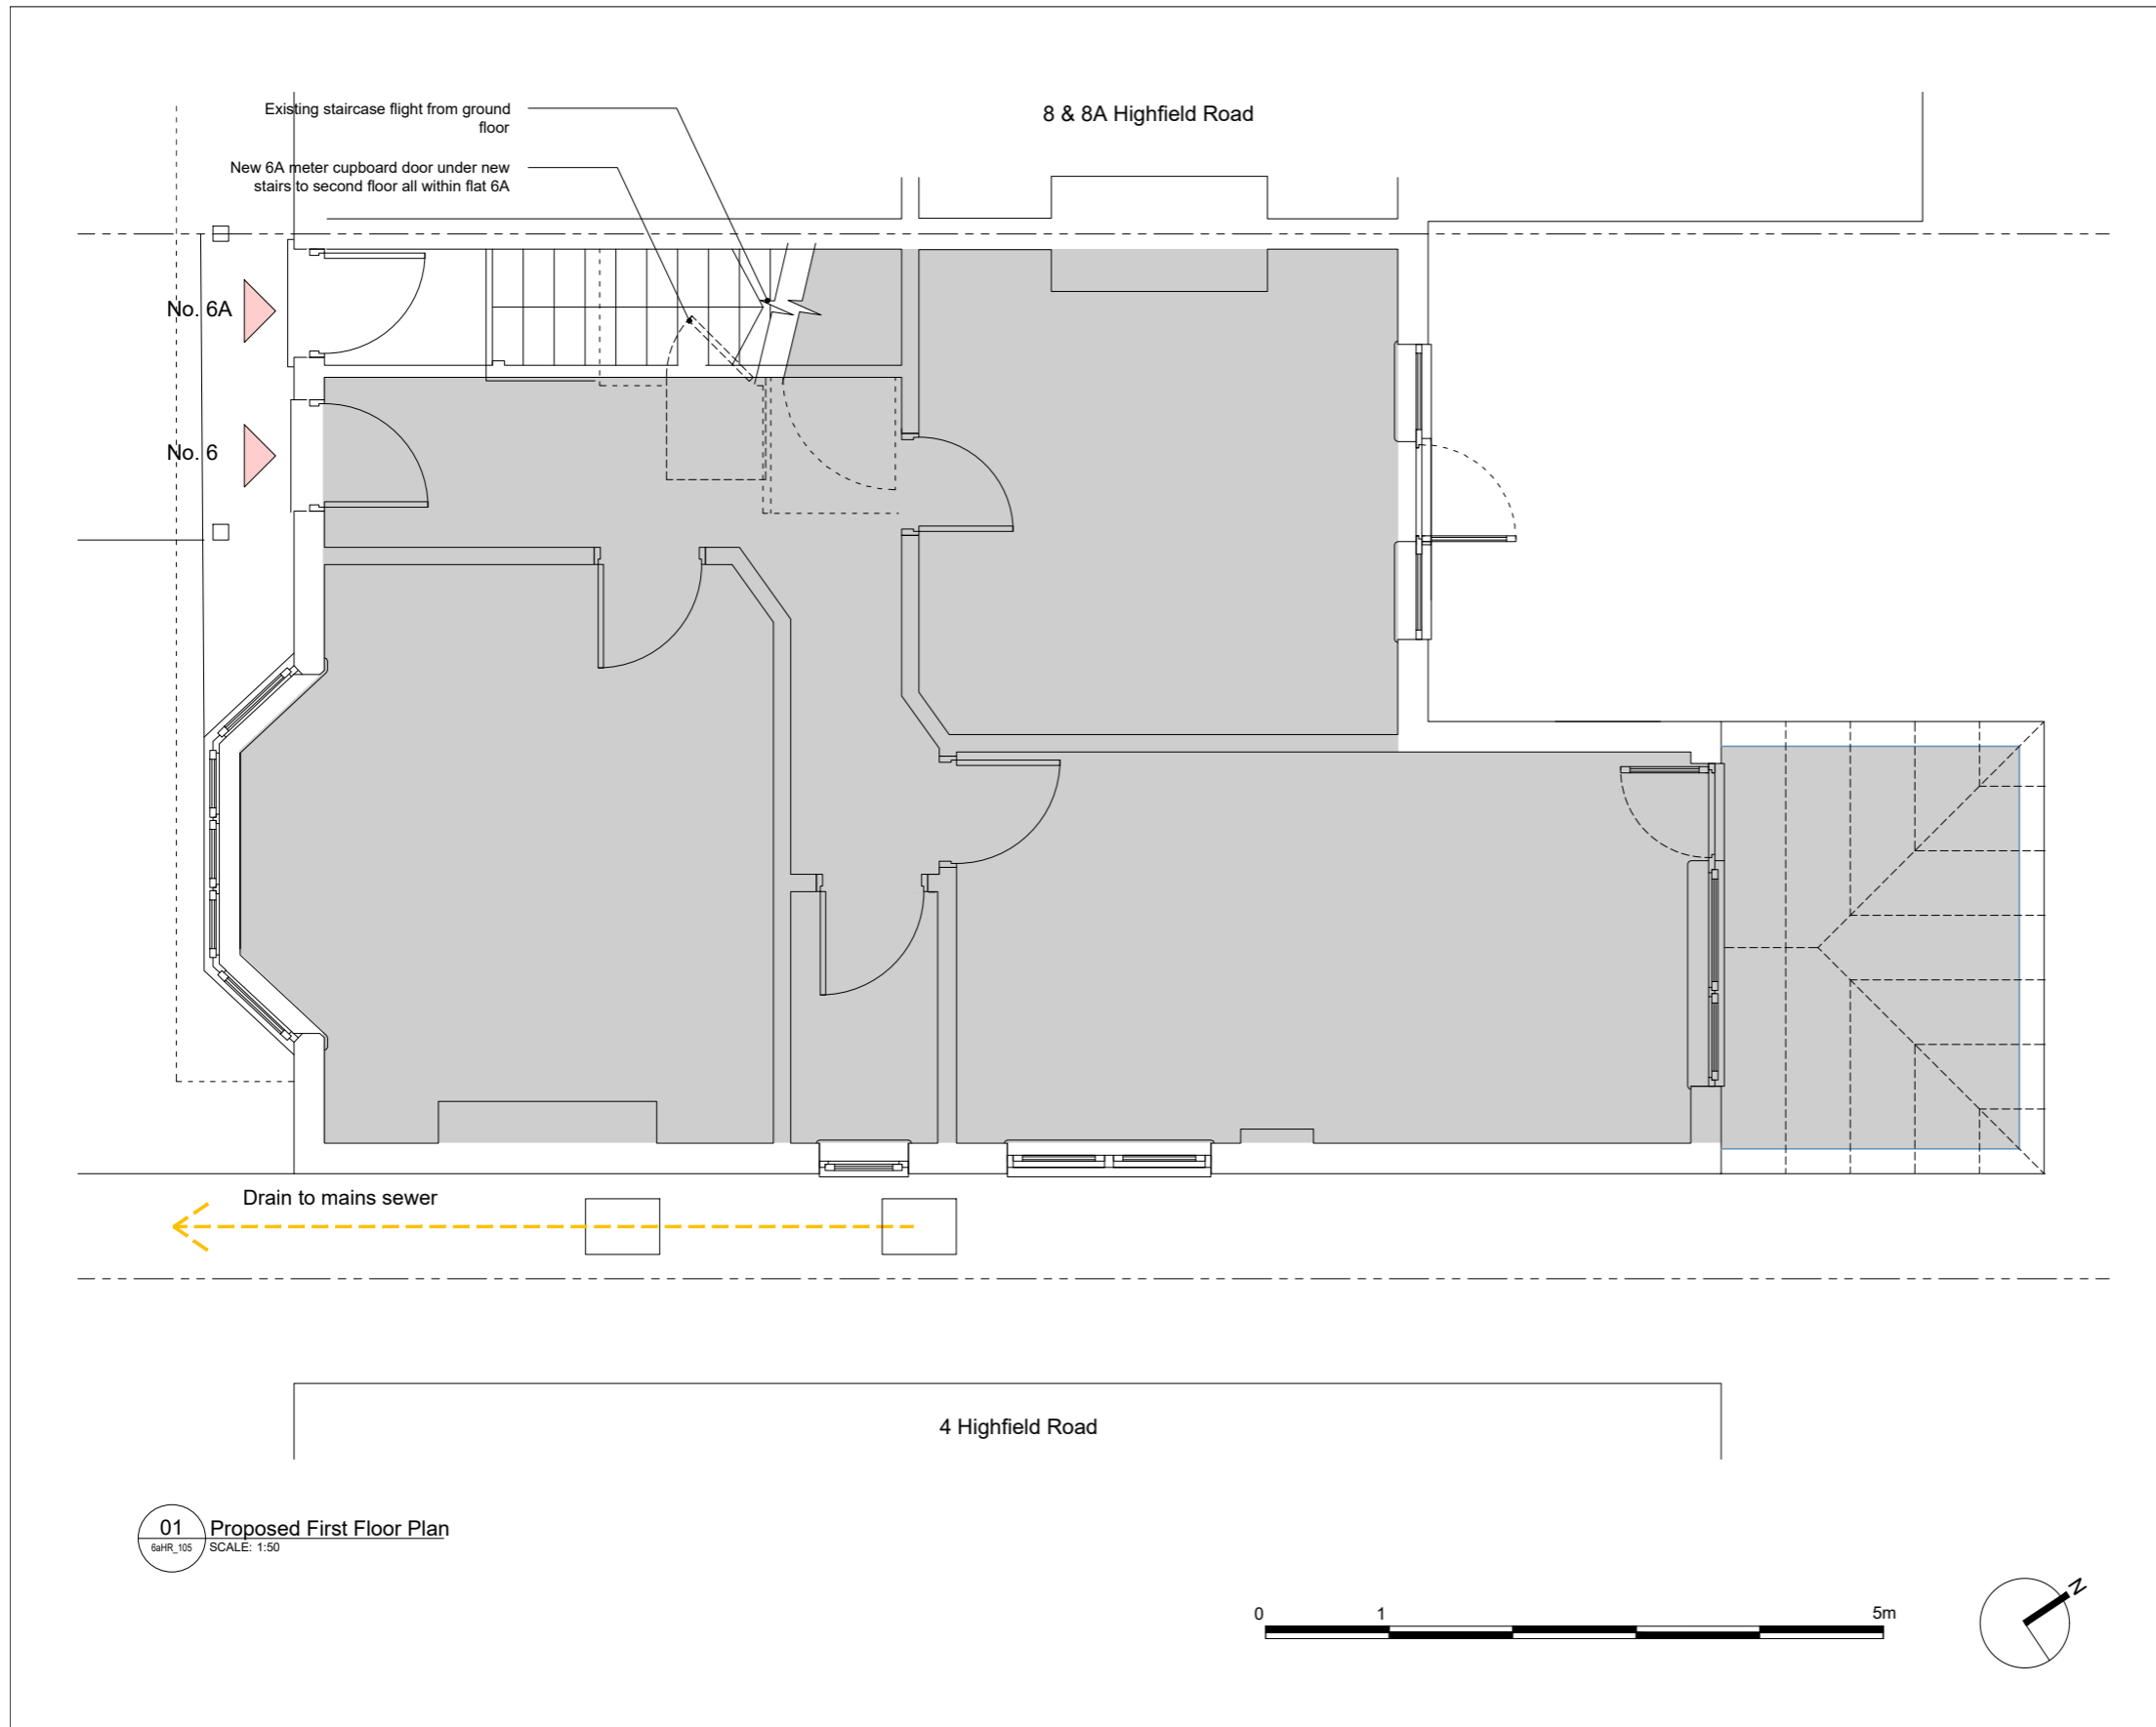 Existing staircase flight from ground
floor
8 & 8A Highfield Road
New 6A meter cupboard door under new
stairs to second floor all within flat 6A
No. 6A
No. 6
Drain to mains sewer
4 Highfield Road
01
Proposed First Floor Plan
6aHR_105
SCALE: 1:50
0
1
5m
N